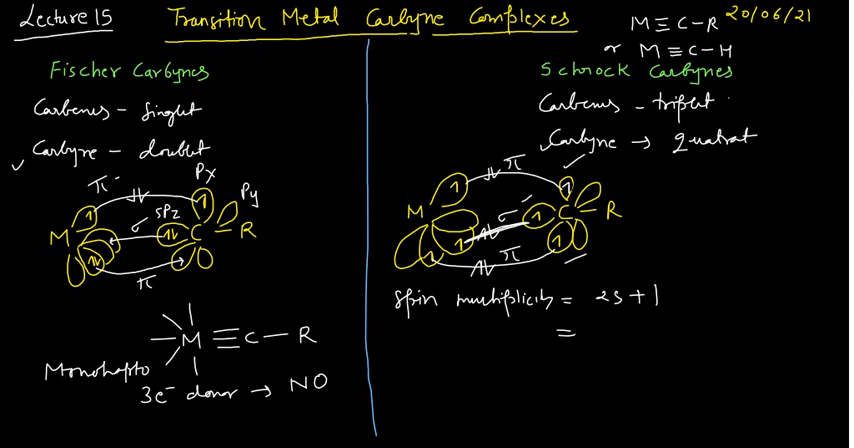 Lecture 15
Transition Metal Carbyne Complexes
20/06/21
M≡C-R
or M≡C-H
Fischer Carbynes
Carbenes - singlet
Carbyne - doublet
π
Px
Py
σ
SPz
M
C
R
π
M≡C-R
Monohapto
3e⁻ donor → NO
Schrock Carbynes
Carbenes - triplet
Carbyne → Quatrat
π
M
σ
C
R
π
Spin multiplicity = 2S+1
=